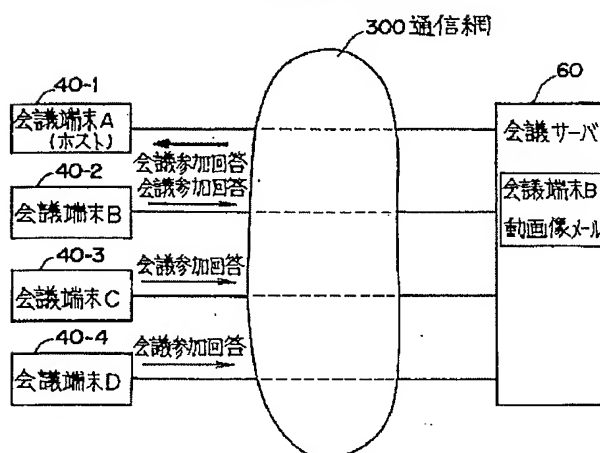 300通信網
60
40-1
会議端末A
(ホスト)
会議サーバ
会議参加回答
40-2
会議参加回答
会議端末B
会議端末B
動画像メール
40-3
会議参加回答
会議端末C
40-4
会議参加回答
会議端末D